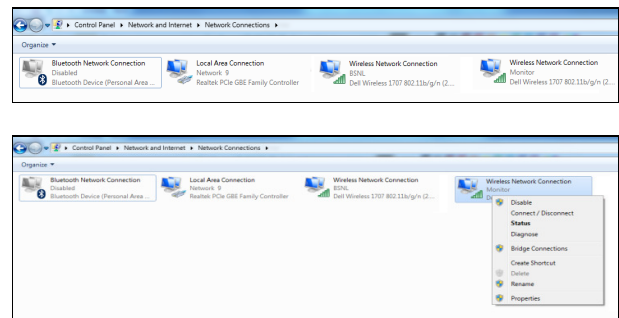 Control Panel ▸ Network and Internet ▸ Network Connections ▸
Organize ▾
Bluetooth Network Connection
Disabled
Bluetooth Device (Personal Area ...
Local Area Connection
Network 9
Realtek PCIe GBE Family Controller
Wireless Network Connection
BSNL
Dell Wireless 1707 802.11b/g/n (2....
Wireless Network Connection
Monitor
Dell Wireless 1707 802.11b/g/n (2....
Control Panel ▸ Network and Internet ▸ Network Connections ▸
Organize ▾
Bluetooth Network Connection
Disabled
Bluetooth Device (Personal Area ...
Local Area Connection
Network 9
Realtek PCIe GBE Family Controller
Wireless Network Connection
BSNL
Dell Wireless 1707 802.11b/g/n (2....
Wireless Network Connection
Monitor
Disable
Connect / Disconnect
Status
Diagnose
Bridge Connections
Create Shortcut
Delete
Rename
Properties